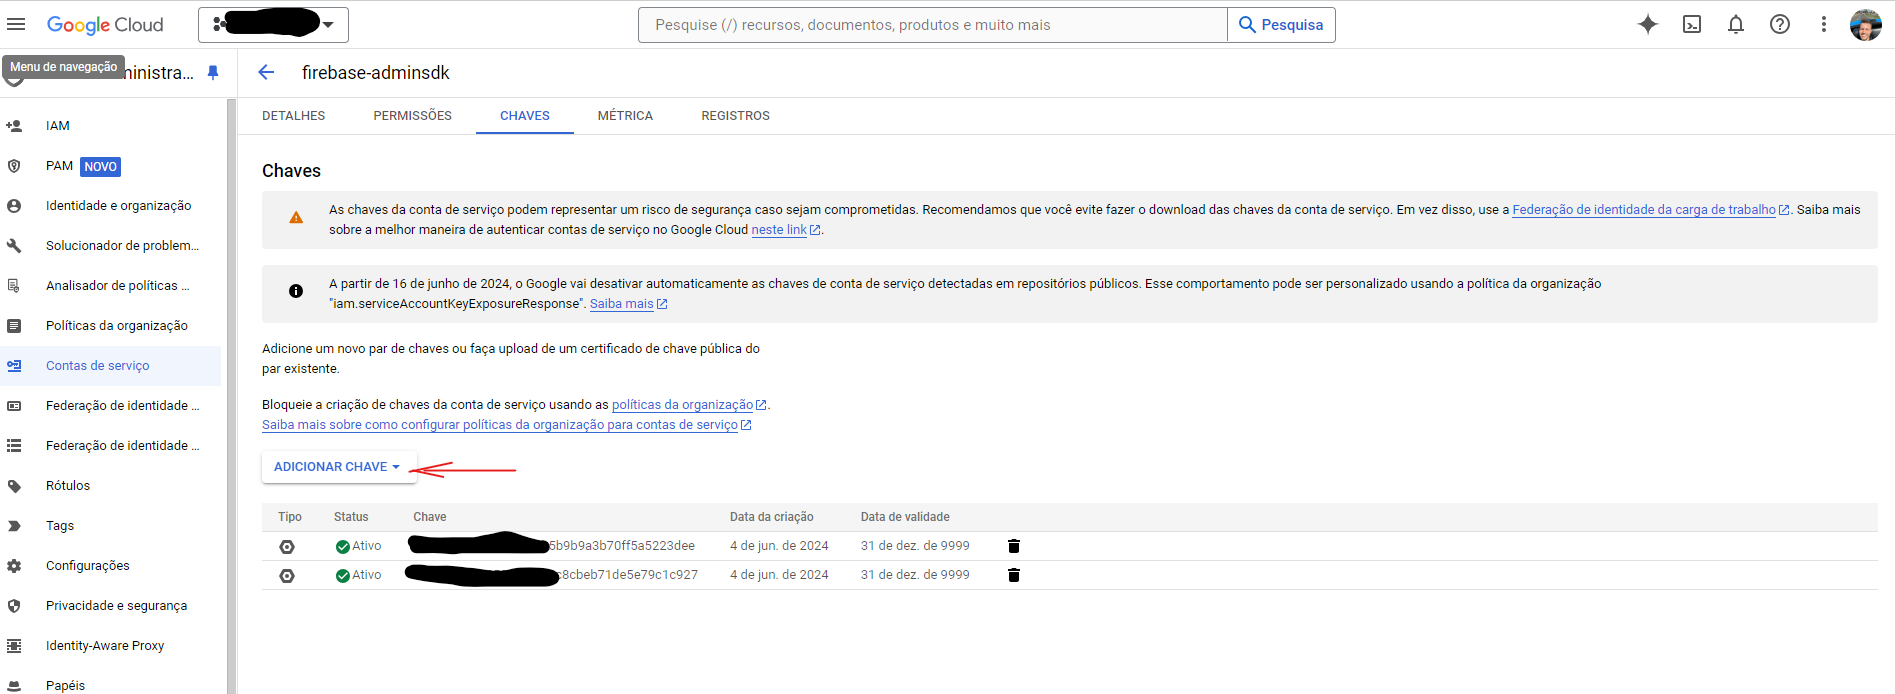 Google Cloud
Pesquise (/) recursos, documentos, produtos e muito mais
Pesquisa
Menu de navegação
ministra...
firebase-adminsdk
IAM
PAM NOVO
Identidade e organização
Solucionador de problem...
Analisador de políticas ...
Políticas da organização
Contas de serviço
Federação de identidade ...
Federação de identidade ...
Rótulos
Tags
Configurações
Privacidade e segurança
Identity-Aware Proxy
Papéis
DETALHES PERMISSÕES CHAVES MÉTRICA REGISTROS
Chaves
As chaves da conta de serviço podem representar um risco de segurança caso sejam comprometidas. Recomendamos que você evite fazer o download das chaves da conta de serviço. Em vez disso, use a Federação de identidade da carga de trabalho. Saiba mais
sobre a melhor maneira de autenticar contas de serviço no Google Cloud neste link.
A partir de 16 de junho de 2024, o Google vai desativar automaticamente as chaves de conta de serviço detectadas em repositórios públicos. Esse comportamento pode ser personalizado usando a política da organização
"iam.serviceAccountKeyExposureResponse". Saiba mais
Adicione um novo par de chaves ou faça upload de um certificado de chave pública do
par existente.
Bloqueie a criação de chaves da conta de serviço usando as políticas da organização.
Saiba mais sobre como configurar políticas da organização para contas de serviço
ADICIONAR CHAVE
Tipo Status Chave Data da criação Data de validade
Ativo 5b9b9a3b70ff5a5223dee 4 de jun. de 2024 31 de dez. de 9999
Ativo c8cbeb71de5e79c1c927 4 de jun. de 2024 31 de dez. de 9999